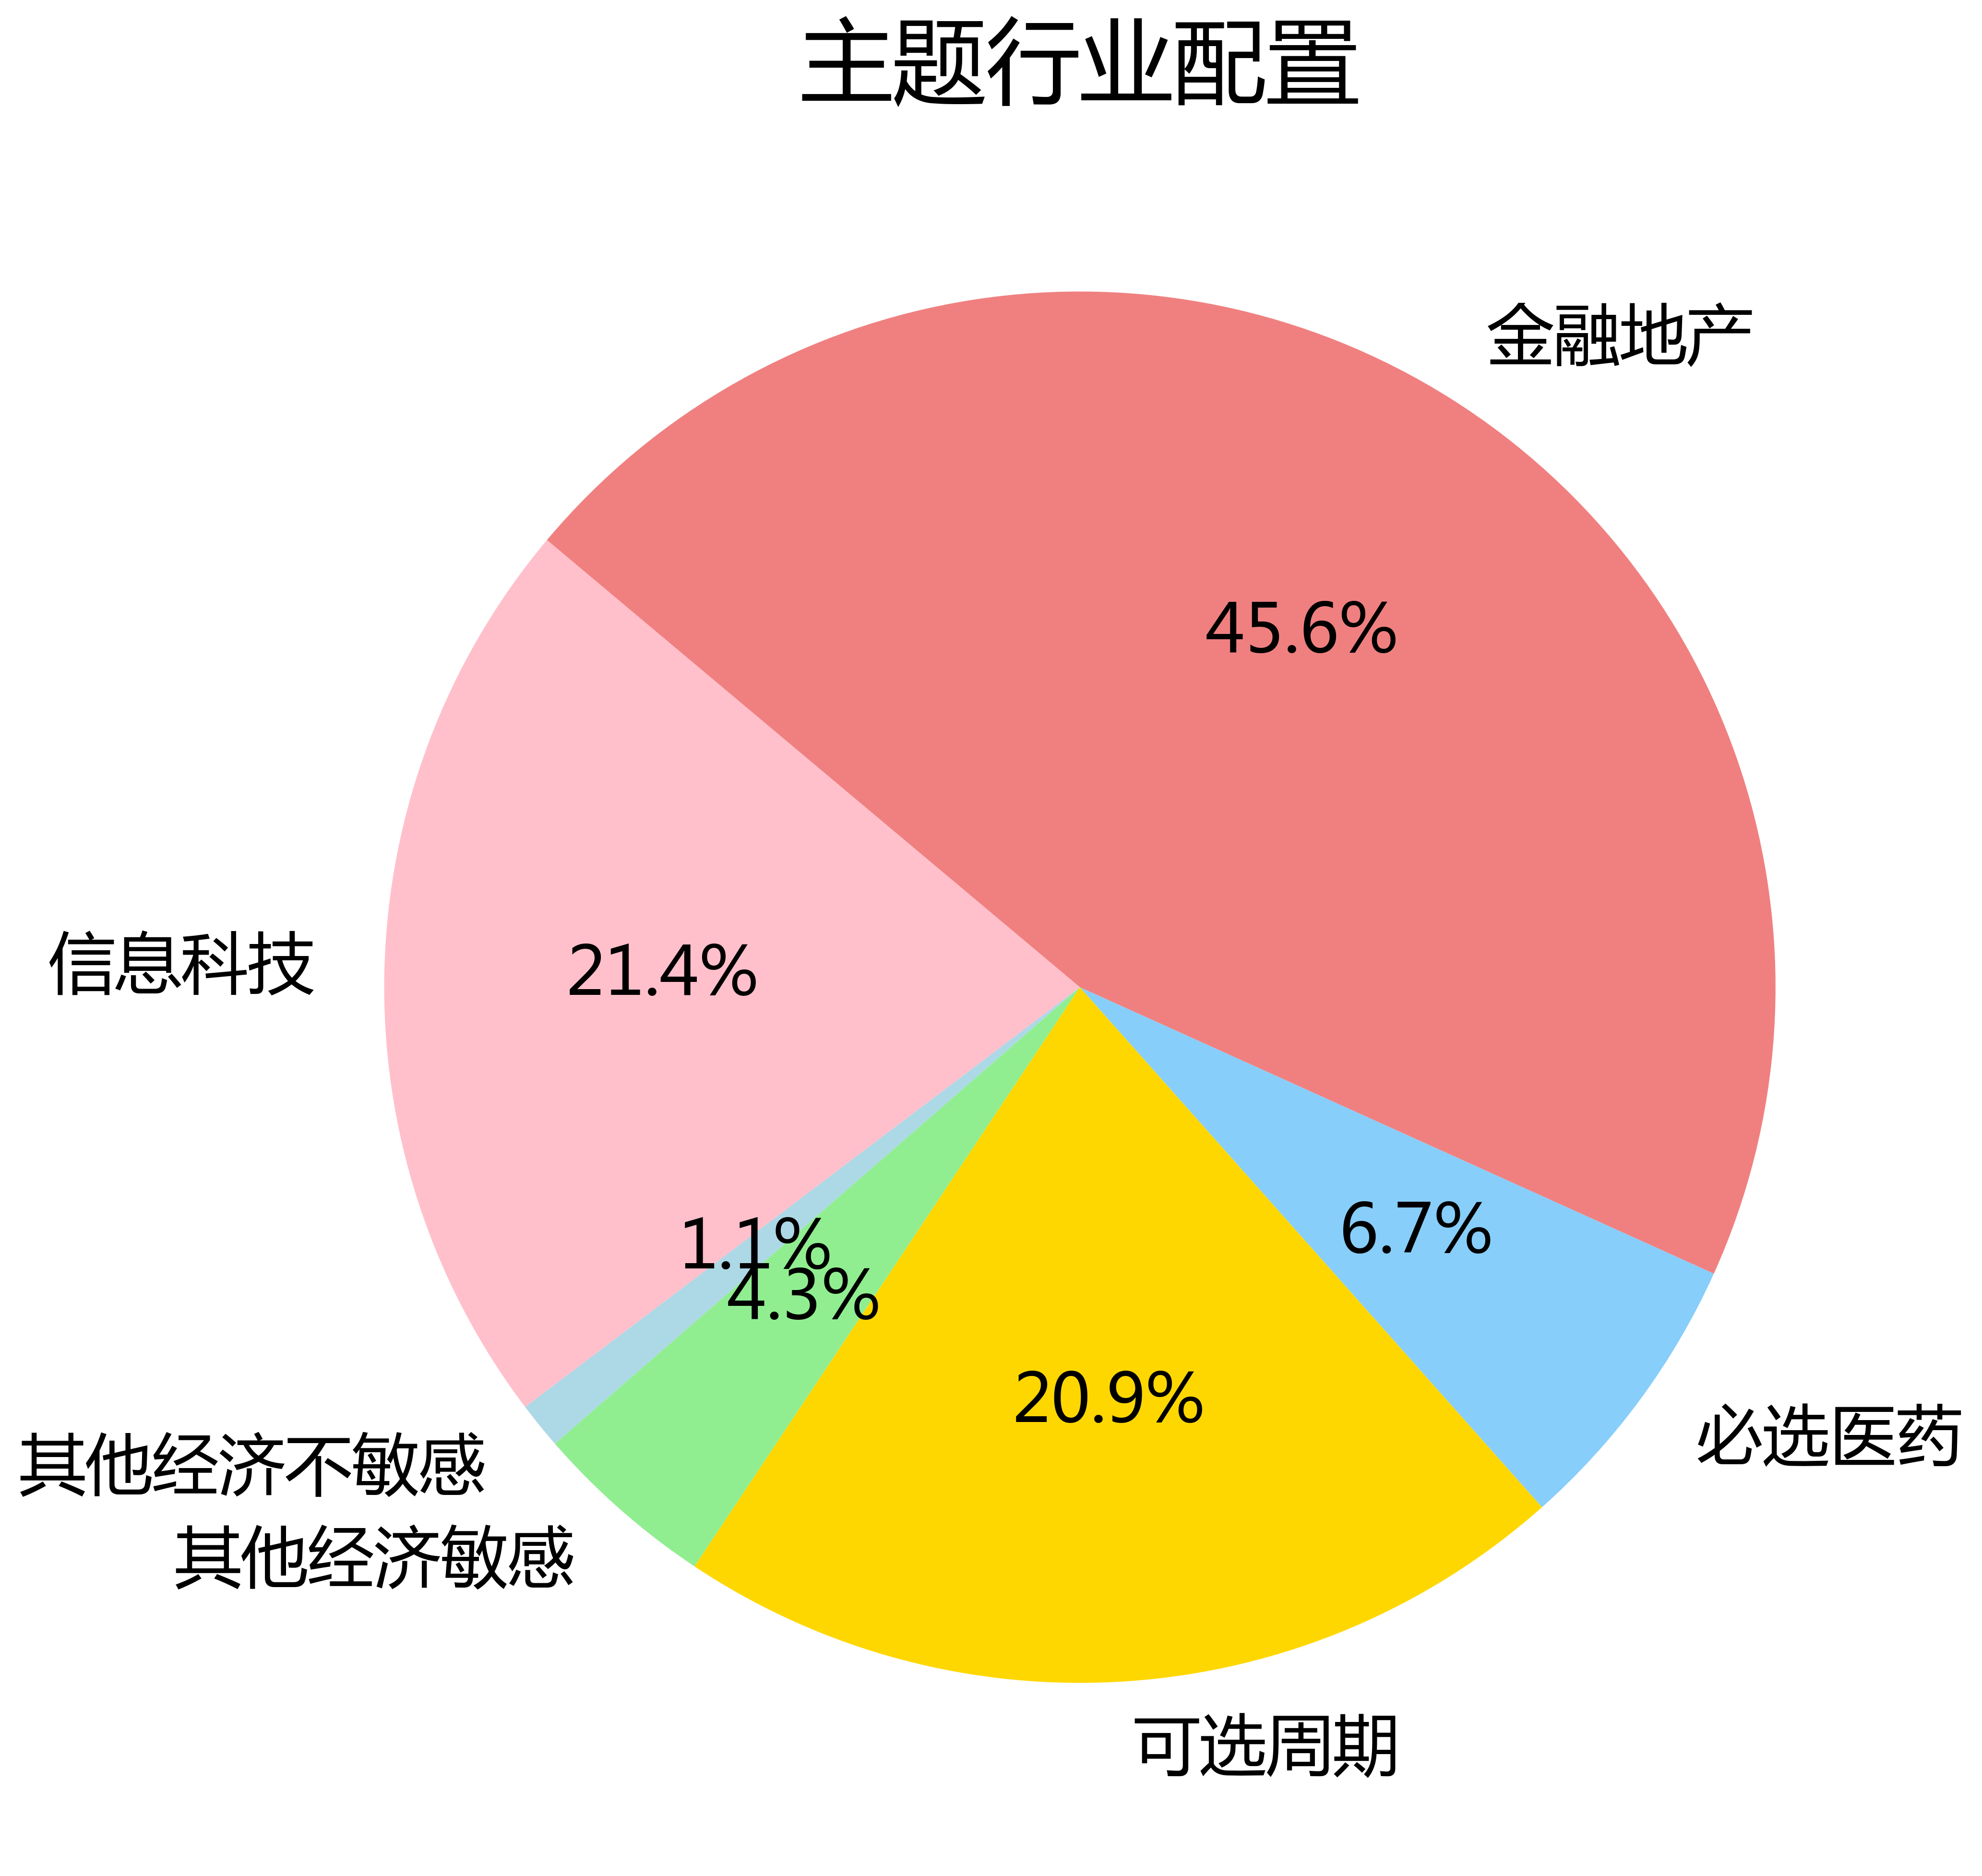 主题行业配置
金融地产
45.6%
信息科技
21.4%
6.7%
1.1%
4.3%
20.9%
必选医药
其他经济不敏感
其他经济敏感
可选周期